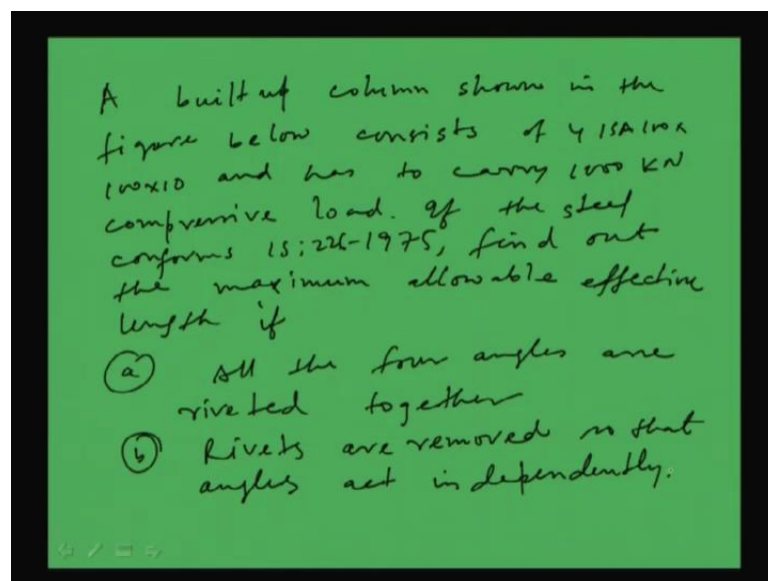 A built up column shown in the
figure below consists of 4 ISA 100x
100x10 and has to carry 1000 KN
compressive load. If the steel
conforms IS:226-1975, find out
the maximum allowable effective
length if
(a) All the four angles are
riveted together
(b) Rivets are removed so that
angles act independently.